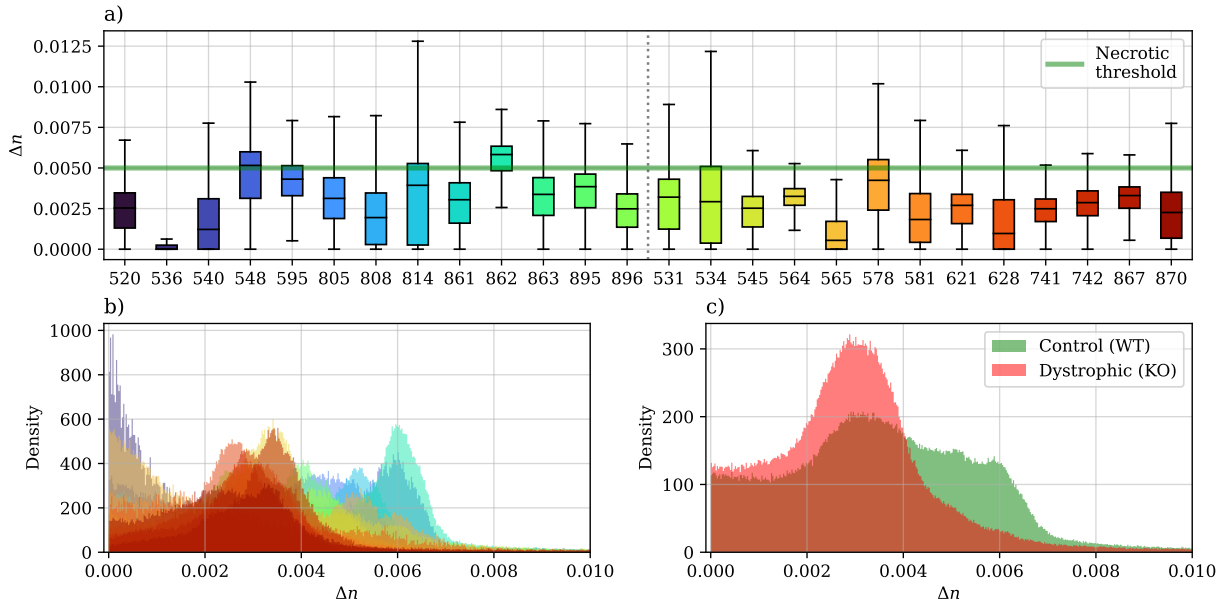 a)
0.0125
0.0100
0.0075
0.0050
0.0025
0.0000
Δn
Necrotic
threshold
520 536 540 548 595 805 808 814 861 862 863 895 896 531 534 545 564 565 578 581 621 628 741 742 867 870
b)
1000
800
600
400
200
0
Density
0.000 0.002 0.004 0.006 0.008 0.010
Δn
c)
300
200
100
0
Density
Control (WT)
Dystrophic (KO)
0.000 0.002 0.004 0.006 0.008 0.010
Δn